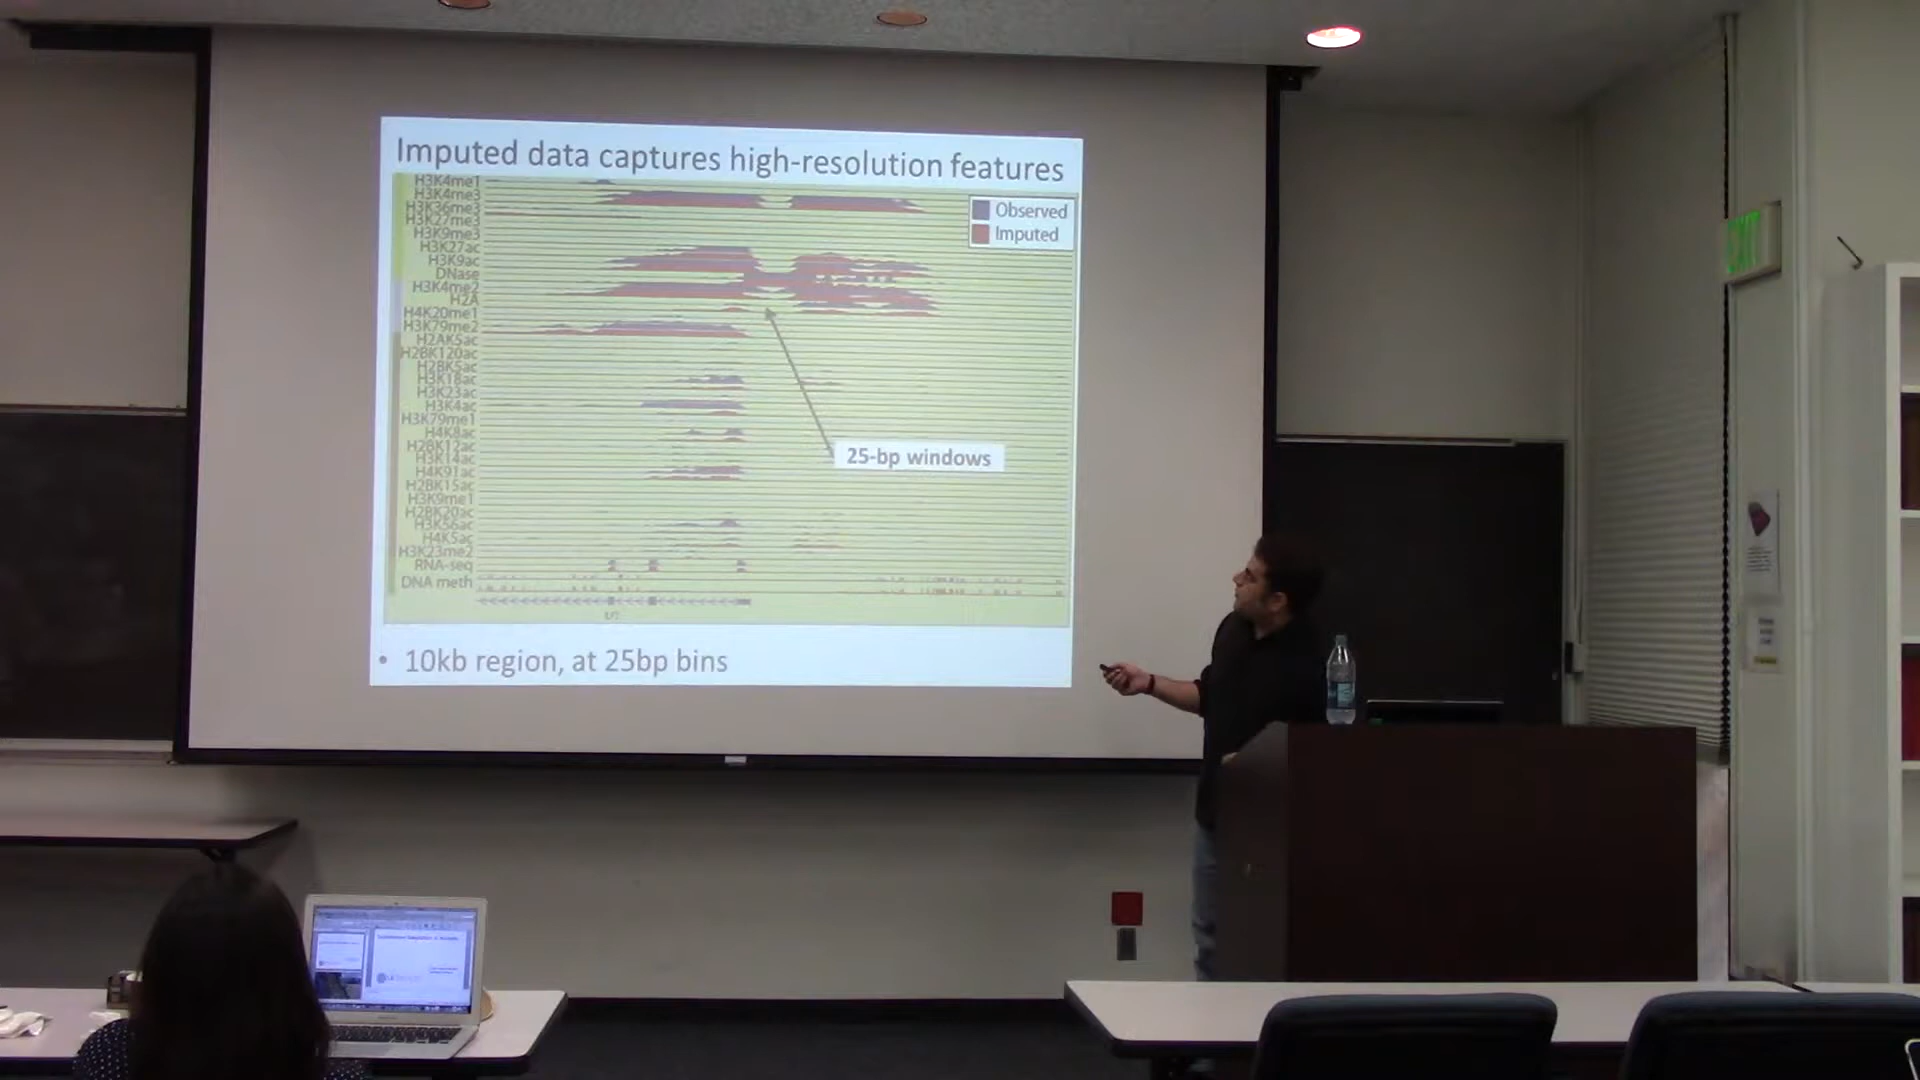 Imputed data captures high-resolution features
H3K4me1
H3K4me3
H3K36me3
H3K27me3
H3K9me3
H3K27ac
H3K9ac
DNase
H3K4me2
H2A
H4K20me1
H3K79me2
H2AK5ac
H2BK120ac
H2BK5ac
H3K18ac
H3K23ac
H3K4ac
H3K79me1
H4K8ac
H2BK12ac
H3K14ac
H4K91ac
H2BK15ac
H3K9me1
H2BK20ac
H3K56ac
H4K5ac
H3K23me2
RNA-seq
DNA meth
Observed
Imputed
25-bp windows
• 10kb region, at 25bp bins
EXIT